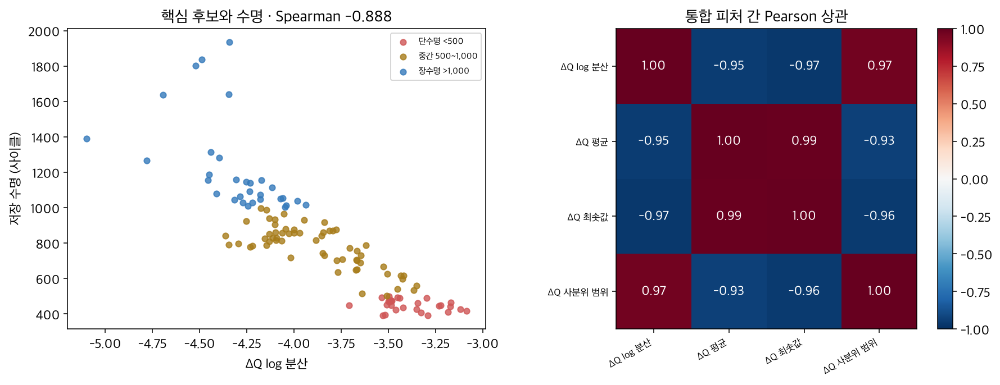 핵심 후보와 수명 · Spearman -0.888
2000
1800
1600
1400
1200
1000
800
600
400
저장 수명 (사이클)
단수명 <500
중간 500~1,000
장수명 >1,000
-5.00 -4.75 -4.50 -4.25 -4.00 -3.75 -3.50 -3.25 -3.00
ΔQ log 분산
통합 피처 간 Pearson 상관
ΔQ log 분산 1.00 -0.95 -0.97 0.97
ΔQ 평균 -0.95 1.00 0.99 -0.93
ΔQ 최솟값 -0.97 0.99 1.00 -0.96
ΔQ 사분위 범위 0.97 -0.93 -0.96 1.00
ΔQ log 분산 ΔQ 평균 ΔQ 최솟값 ΔQ 사분위 범위
1.00
0.75
0.50
0.25
0.00
-0.25
-0.50
-0.75
-1.00